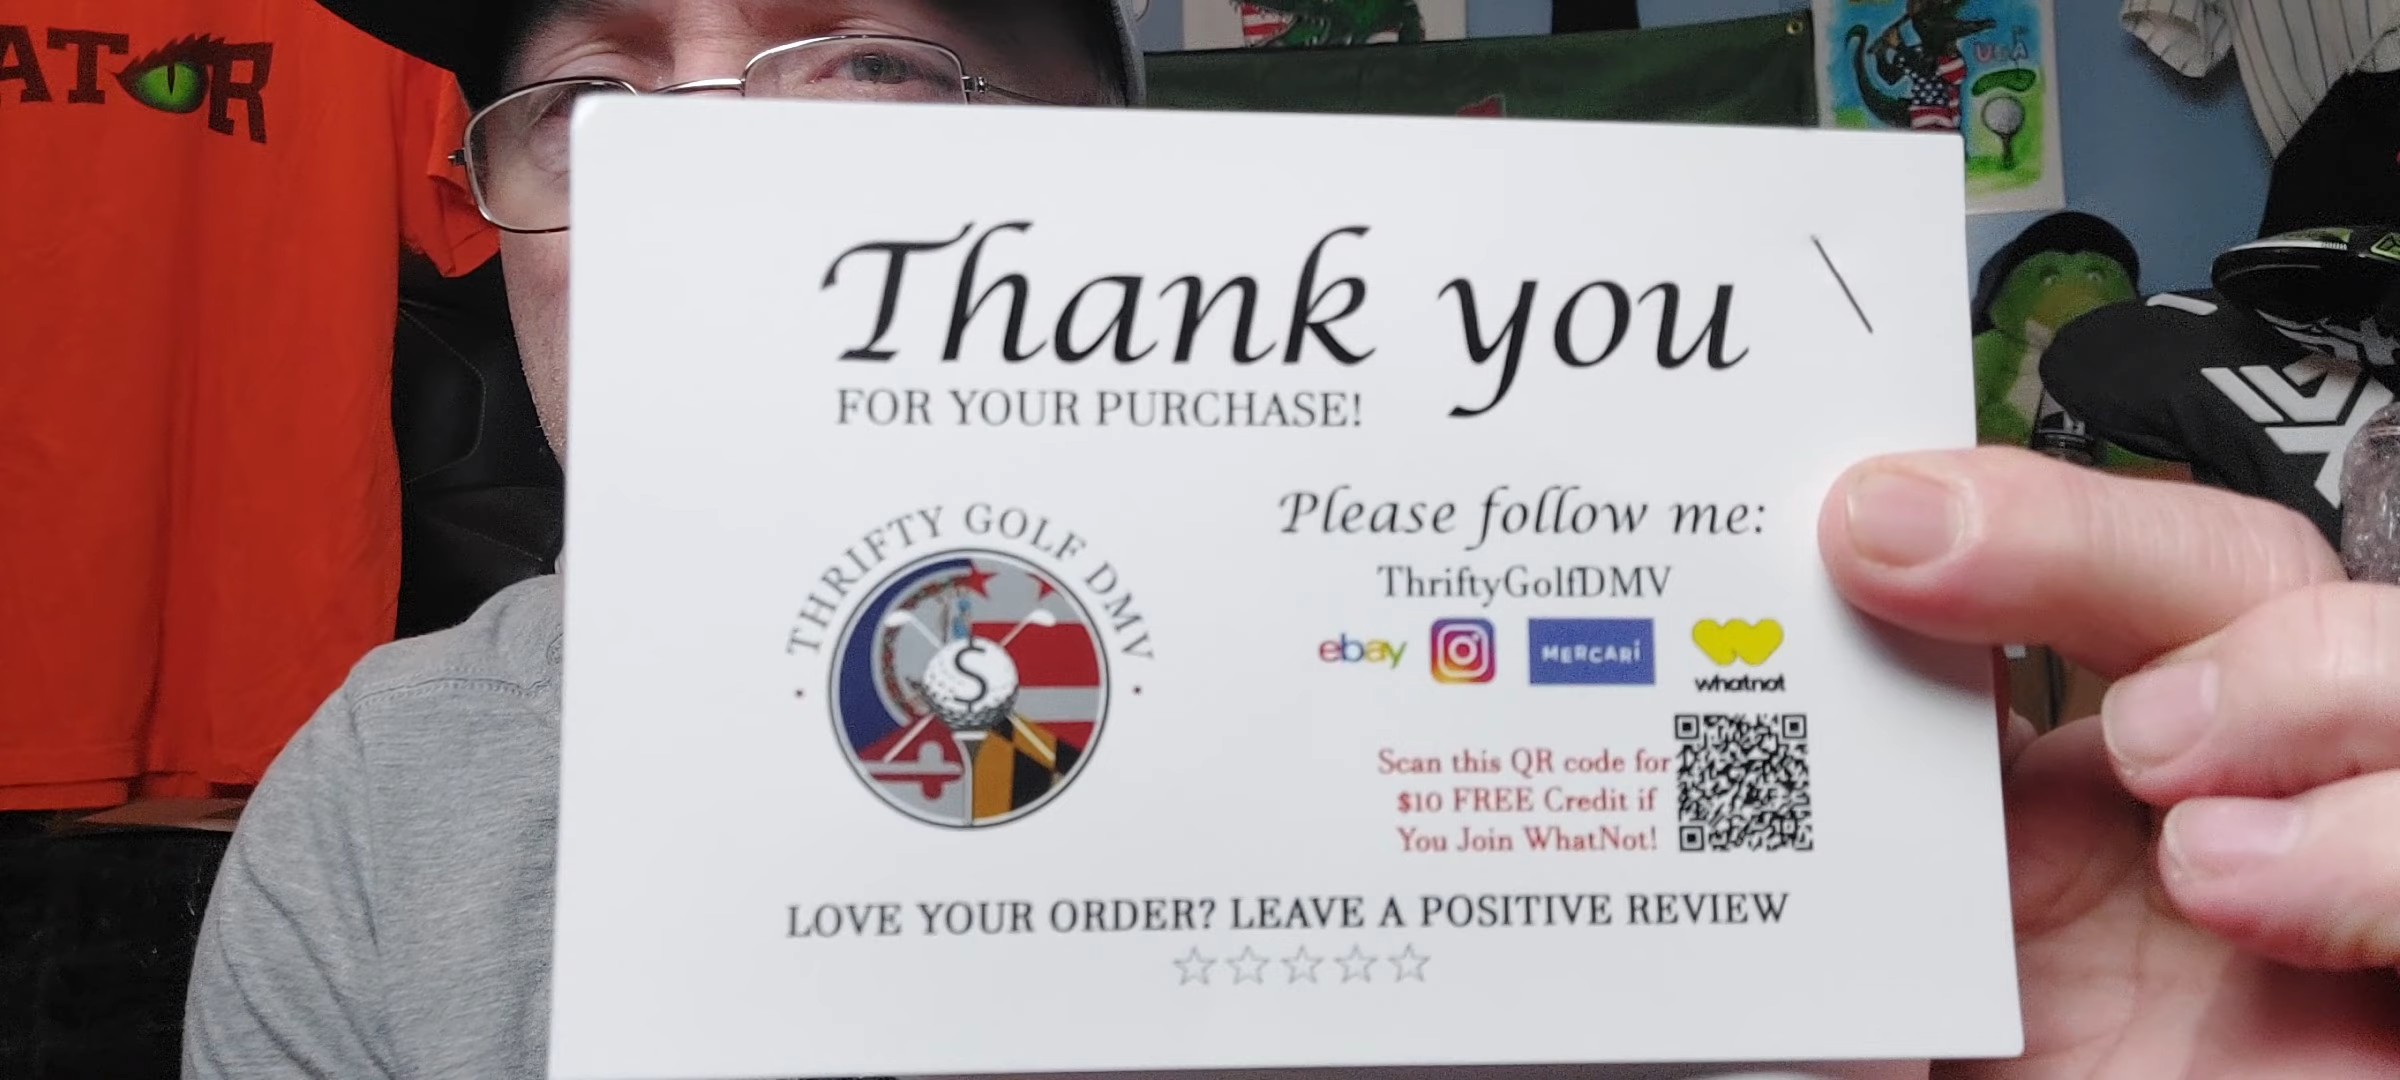 ATOR
USA
Thank you
FOR YOUR PURCHASE!
THRIFTY GOLF DMV
$
Please follow me:
ThriftyGolfDMV
ebay
MERCARI
whatnot
Scan this QR code for
$10 FREE Credit if
You Join WhatNot!
LOVE YOUR ORDER? LEAVE A POSITIVE REVIEW